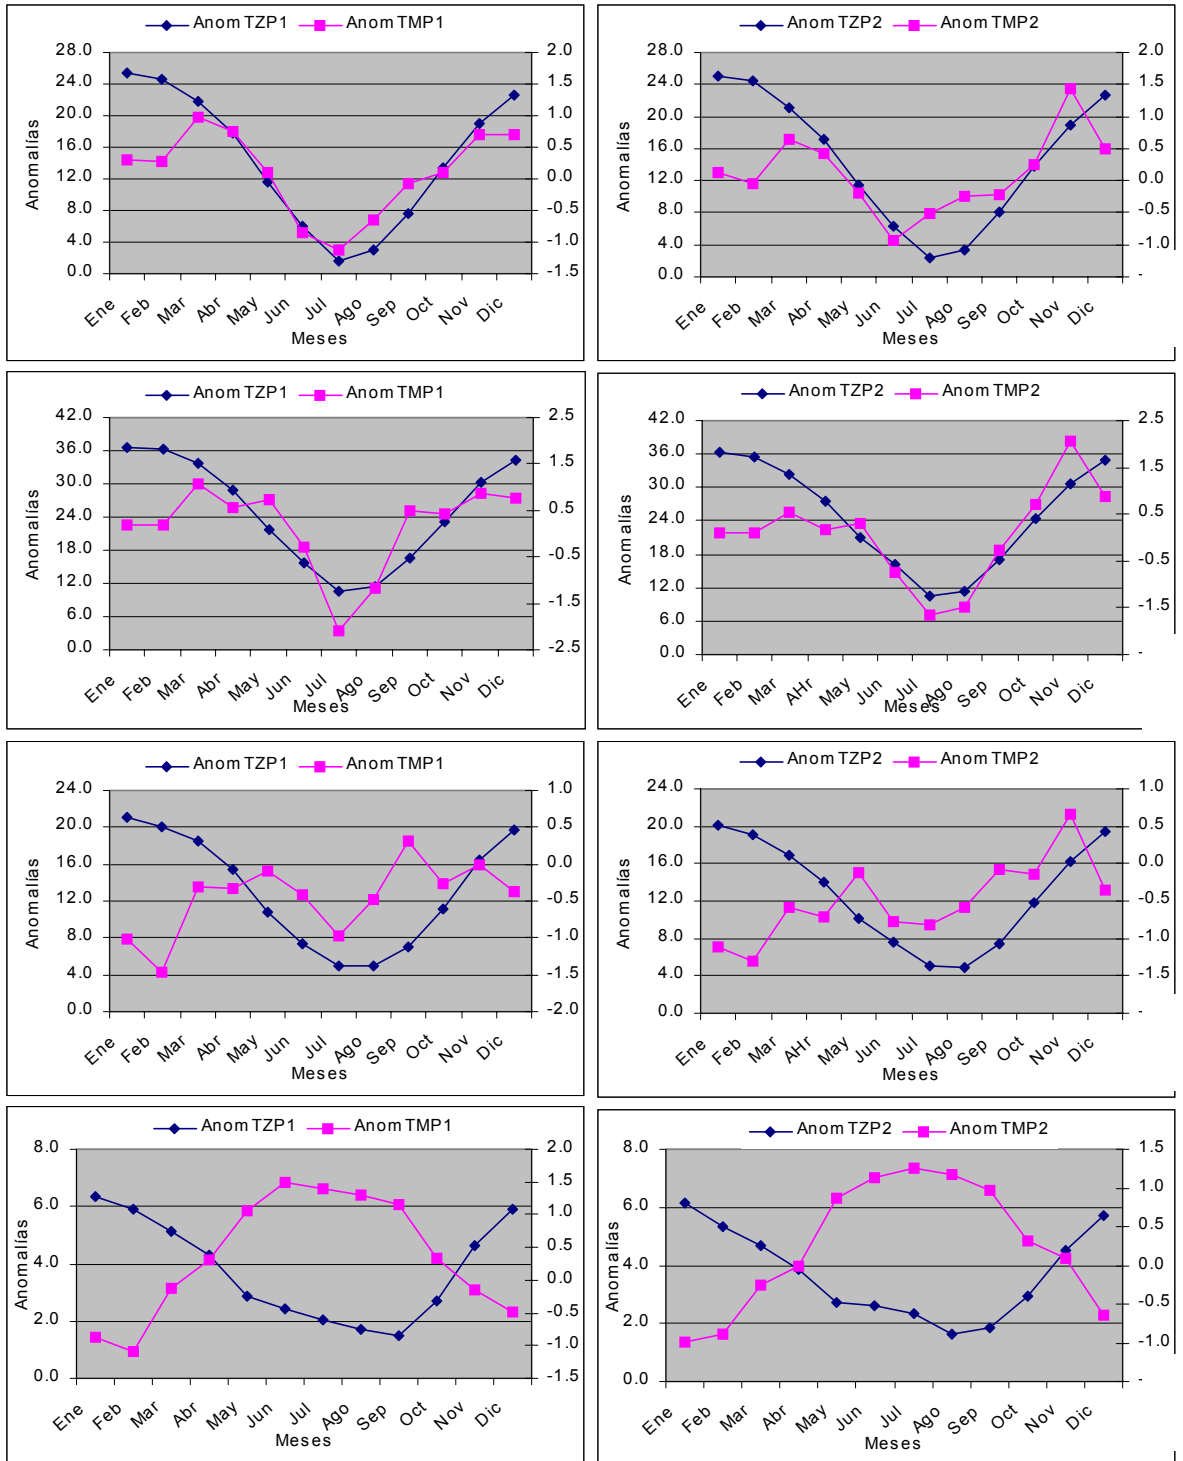 Anom TZP1 Anom TMP1
28.0 24.0 20.0 16.0 12.0 8.0 4.0 0.0
Anomalías
2.0 1.5 1.0 0.5 0.0 -0.5 -1.0 -1.5
Ene Feb Mar Abr May Jun Jul Ago Sep Oct Nov Dic
Meses
Anom TZP2 Anom TMP2
28.0 24.0 20.0 16.0 12.0 8.0 4.0 0.0
Anomalías
2.0 1.5 1.0 0.5 0.0 -0.5 -1.0 -
Ene Feb Mar Abr May Jun Jul Ago Sep Oct Nov Dic
Meses
Anom TZP1 Anom TMP1
42.0 36.0 30.0 24.0 18.0 12.0 6.0 0.0
Anomalías
2.5 1.5 0.5 -0.5 -1.5 -2.5
Ene Feb Mar Abr May Jun Jul Ago Sep Oct Nov Dic
Meses
Anom TZP2 Anom TMP2
42.0 36.0 30.0 24.0 18.0 12.0 6.0 0.0
Anomalías
2.5 1.5 0.5 -0.5 -1.5 -
Ene Feb Mar AHr May Jun Jul Ago Sep Oct Nov Dic
Meses
Anom TZP1 Anom TMP1
24.0 20.0 16.0 12.0 8.0 4.0 0.0
Anomalías
1.0 0.5 0.0 -0.5 -1.0 -1.5 -2.0
Ene Feb Mar Abr May Jun Jul Ago Sep Oct Nov Dic
Meses
Anom TZP2 Anom TMP2
24.0 20.0 16.0 12.0 8.0 4.0 0.0
Anomalías
1.0 0.5 0.0 -0.5 -1.0 -1.5 -
Ene Feb Mar AHr May Jun Jul Ago Sep Oct Nov Dic
Meses
Anom TZP1 Anom TMP1
8.0 6.0 4.0 2.0 0.0
Anomalías
2.0 1.5 1.0 0.5 0.0 -0.5 -1.0 -1.5
Ene Feb Mar Abr May Jun Jul Ago Sep Oct Nov Dic
Meses
Anom TZP2 Anom TMP2
8.0 6.0 4.0 2.0 0.0
Anomalías
1.5 1.0 0.5 0.0 -0.5 -1.0 -
Ene Feb Mar Abr May Jun Jul Ago Sep Oct Nov Dic
Meses